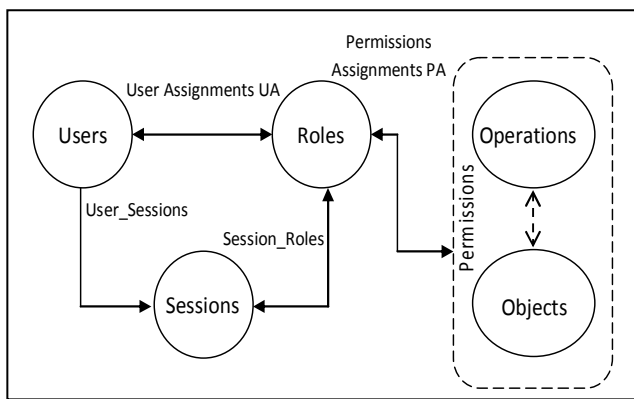 Permissions
Assignments PA
User Assignments UA
Users
Roles
Operations
User_Sessions
Session_Roles
Permissions
Sessions
Objects